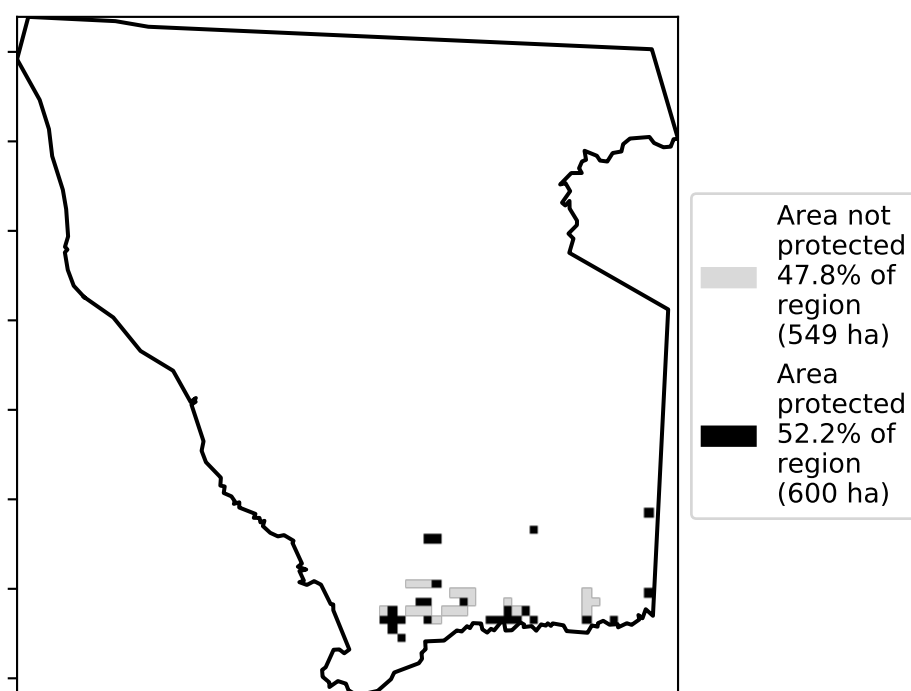 Area not
protected
47.8% of
region
(549 ha)
Area
protected
52.2% of
region
(600 ha)